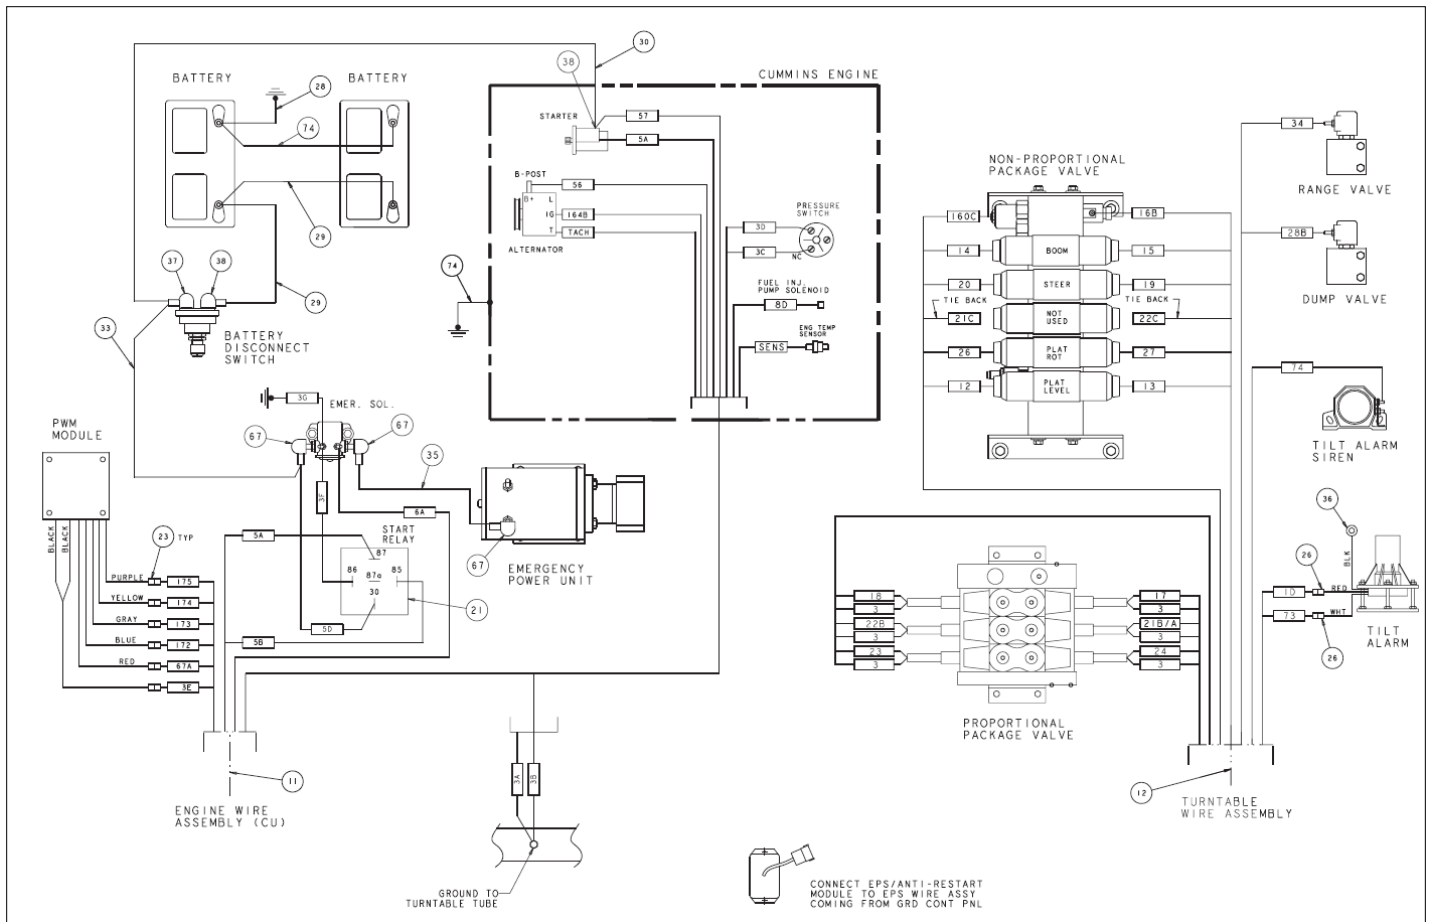 BATTERY
BATTERY
28
74
29
37
38
29
33
BATTERY
DISCONNECT
SWITCH
30
38
CUMMINS ENGINE
STARTER
57
5A
B-POST
56
B+
L
IG
164B
T
TACH
ALTERNATOR
PRESSURE
SWITCH
3D
3C
NC
FUEL INJ.
PUMP SOLENOID
8D
ENG TEMP
SENSOR
SENS
74
3G
EMER. SOL.
67
67
PWM
MODULE
35
3F
6A
BLACK
BLACK
23 TYP
5A
START
RELAY
87
86
87a
85
30
21
5D
5B
67
EMERGENCY
POWER UNIT
PURPLE
175
YELLOW
174
GRAY
173
BLUE
172
RED
67A
3E
11
ENGINE WIRE
ASSEMBLY (CU)
3A
3B
GROUND TO
TURNTABLE TUBE
NON-PROPORTIONAL
PACKAGE VALVE
160C
16B
14
BOOM
15
20
STEER
19
TIE BACK
TIE BACK
21C
NOT
USED
22C
26
PLAT
ROT
27
12
PLAT
LEVEL
13
34
RANGE VALVE
28B
DUMP VALVE
74
TILT ALARM
SIREN
36
BLK
26
1D
RED
73
WHT
26
TILT
ALARM
18
3
22B
3
23
3
17
3
21B/A
3
24
3
PROPORTIONAL
PACKAGE VALVE
12
TURNTABLE
WIRE ASSEMBLY
CONNECT EPS/ANTI-RESTART
MODULE TO EPS WIRE ASSY
COMING FROM GRD CONT PNL